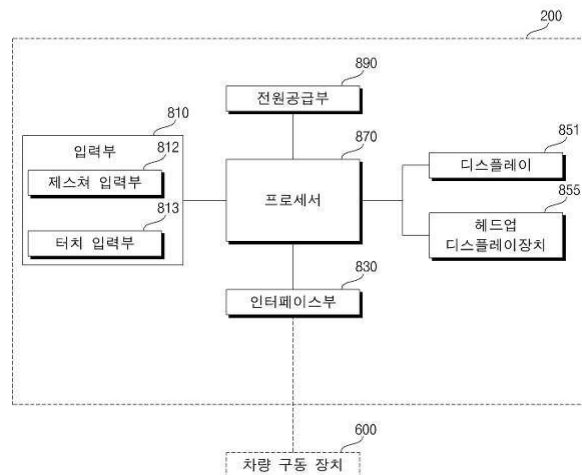 200
890
전원공급부
810
입력부
812
제스쳐 입력부
813
터치 입력부
870
프로세서
851
디스플레이
855
헤드업
디스플레이장치
830
인터페이스부
600
차량 구동 장치